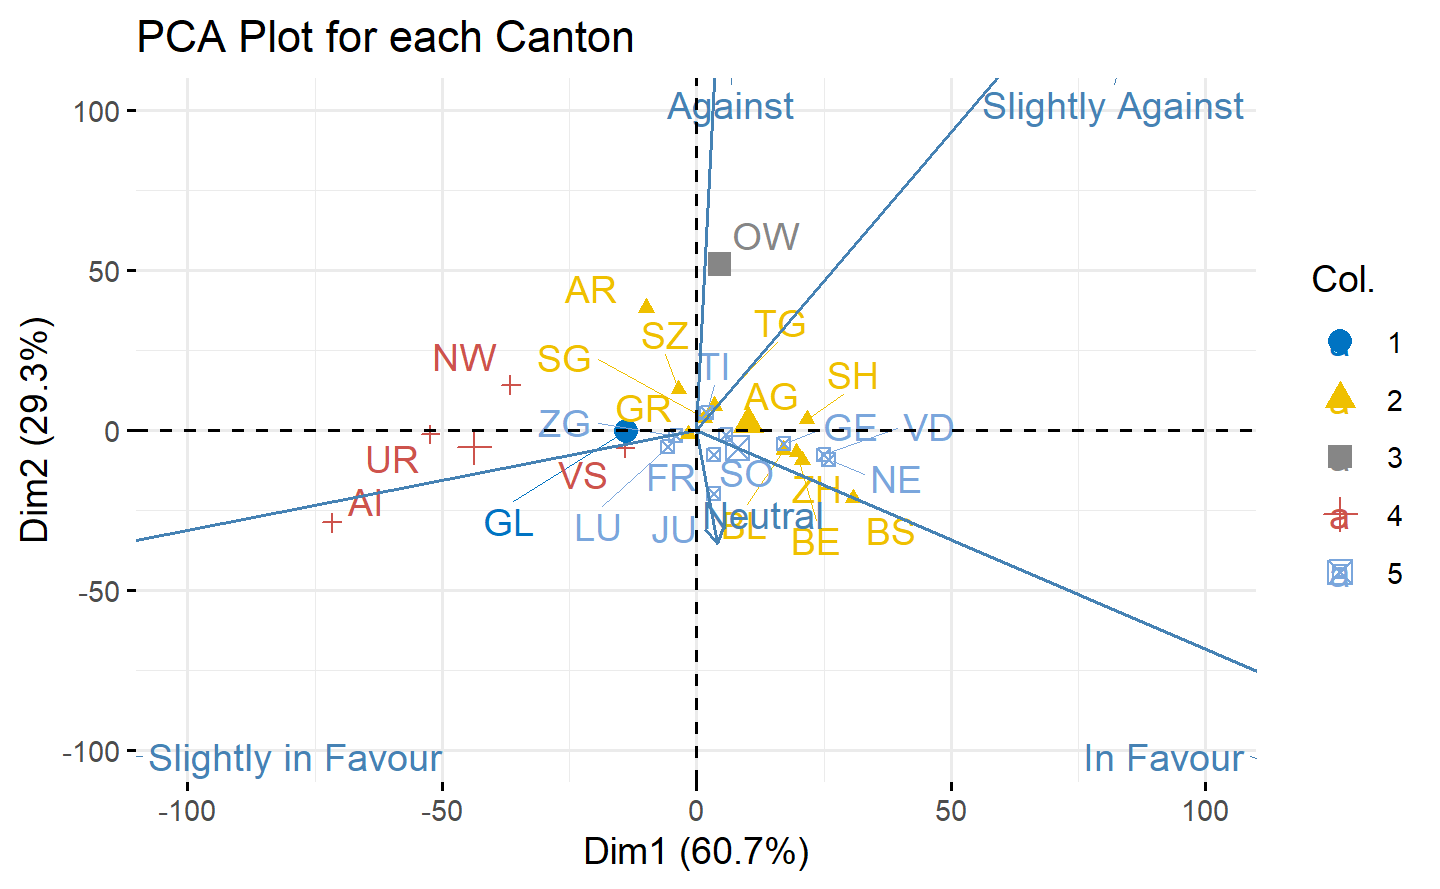 PCA Plot for each Canton
100
Against
Slightly Against
OW
50
AR
TG
SZ
NW
SG
TI
SH
AG
GR
ZG
GE
VD
0
UR
VS
FR
SO
NE
AI
ZH
GL
LU
JU
Neutral
BL
BE
BS
-50
-100
Slightly in Favour
In Favour
-100
-50
0
50
100
Dim1 (60.7%)
Dim2 (29.3%)
Col.
a 1
a 2
a 3
a 4
a 5